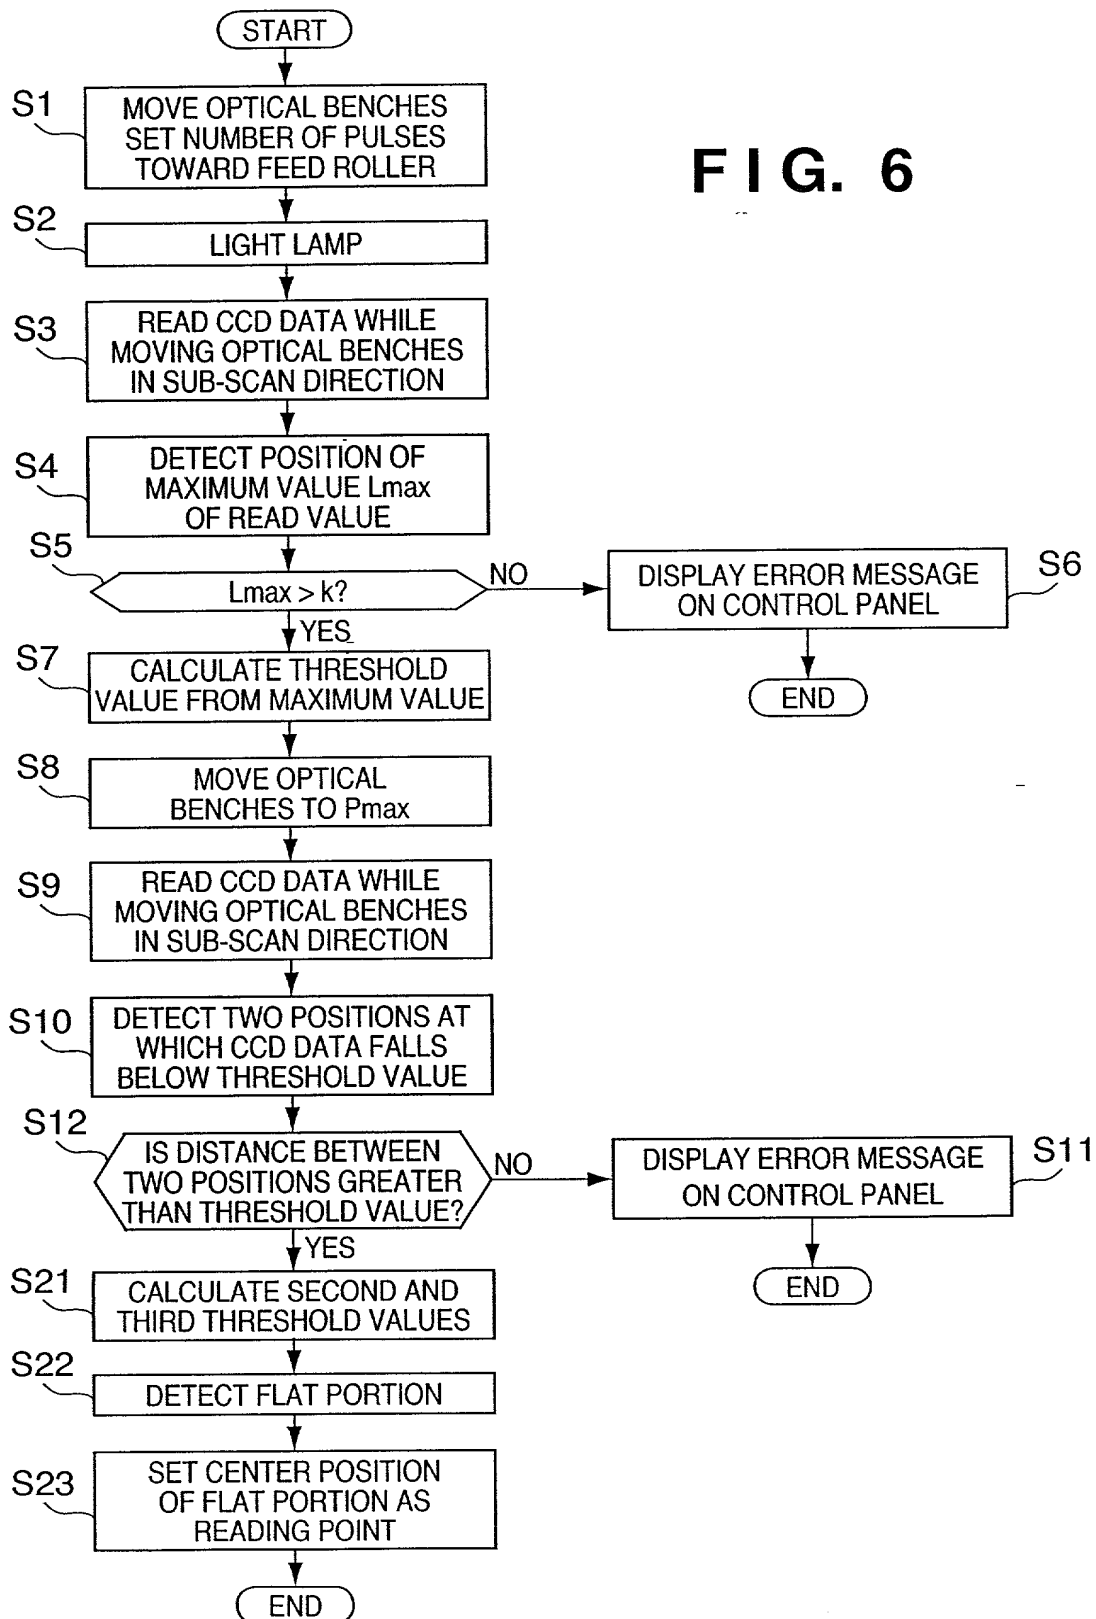 START
S1
MOVE OPTICAL BENCHES
SET NUMBER OF PULSES
TOWARD FEED ROLLER
FIG. 6
S2
LIGHT LAMP
S3
READ CCD DATA WHILE
MOVING OPTICAL BENCHES
IN SUB-SCAN DIRECTION
S4
DETECT POSITION OF
MAXIMUM VALUE Lmax
OF READ VALUE
S5
Lmax > k?
NO
DISPLAY ERROR MESSAGE
ON CONTROL PANEL
S6
END
YES
S7
CALCULATE THRESHOLD
VALUE FROM MAXIMUM VALUE
S8
MOVE OPTICAL
BENCHES TO Pmax
S9
READ CCD DATA WHILE
MOVING OPTICAL BENCHES
IN SUB-SCAN DIRECTION
S10
DETECT TWO POSITIONS AT
WHICH CCD DATA FALLS
BELOW THRESHOLD VALUE
S12
IS DISTANCE BETWEEN
TWO POSITIONS GREATER
THAN THRESHOLD VALUE?
NO
DISPLAY ERROR MESSAGE
ON CONTROL PANEL
S11
END
YES
S21
CALCULATE SECOND AND
THIRD THRESHOLD VALUES
S22
DETECT FLAT PORTION
S23
SET CENTER POSITION
OF FLAT PORTION AS
READING POINT
END